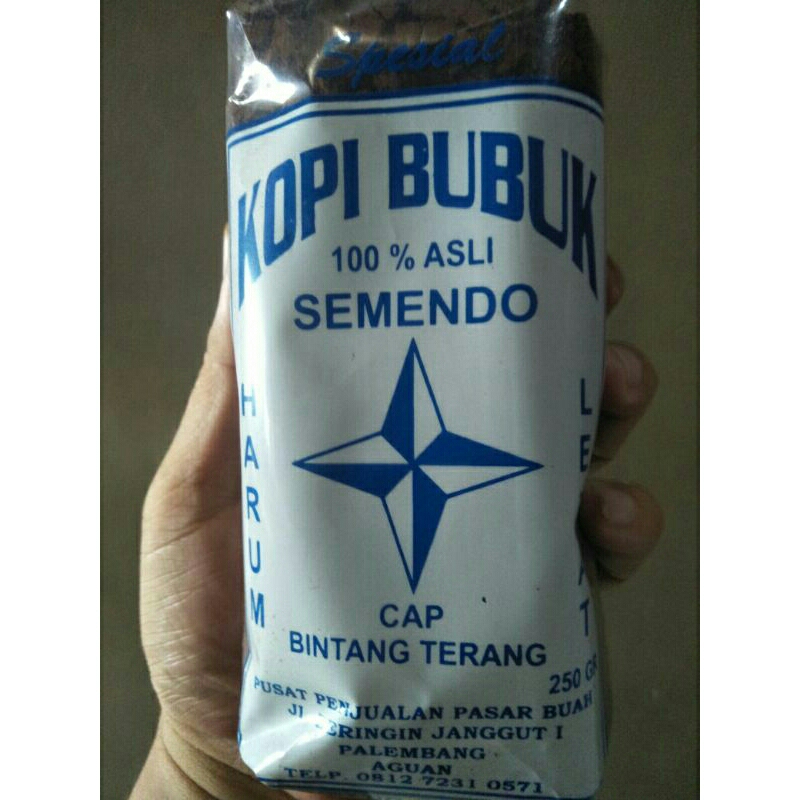 Spesial
KOPI BUBUK
100 % ASLI
SEMENDO
HARUM
CAP
BINTANG TERANG
250 GR
PUSAT PENJUALAN PASAR BUAH
JL BERINGIN JANGGUT I
PALEMBANG
AGUAN
TELP. 0812 7231 0571